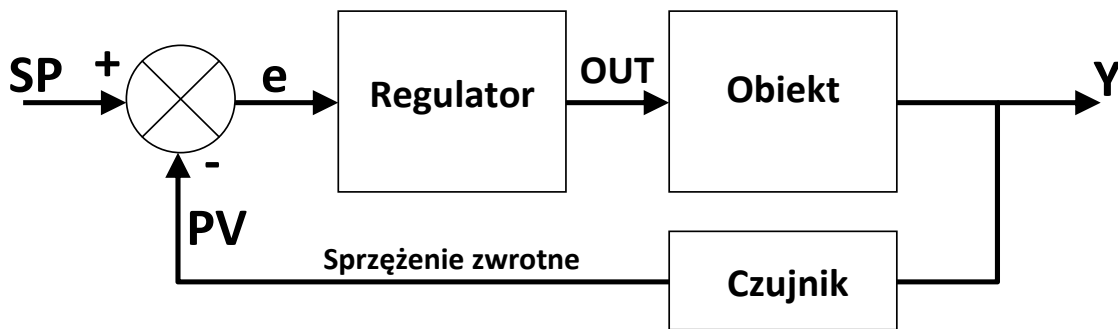 SP
+
e
Regulator
OUT
Obiekt
Y
-
PV
Sprzężenie zwrotne
Czujnik